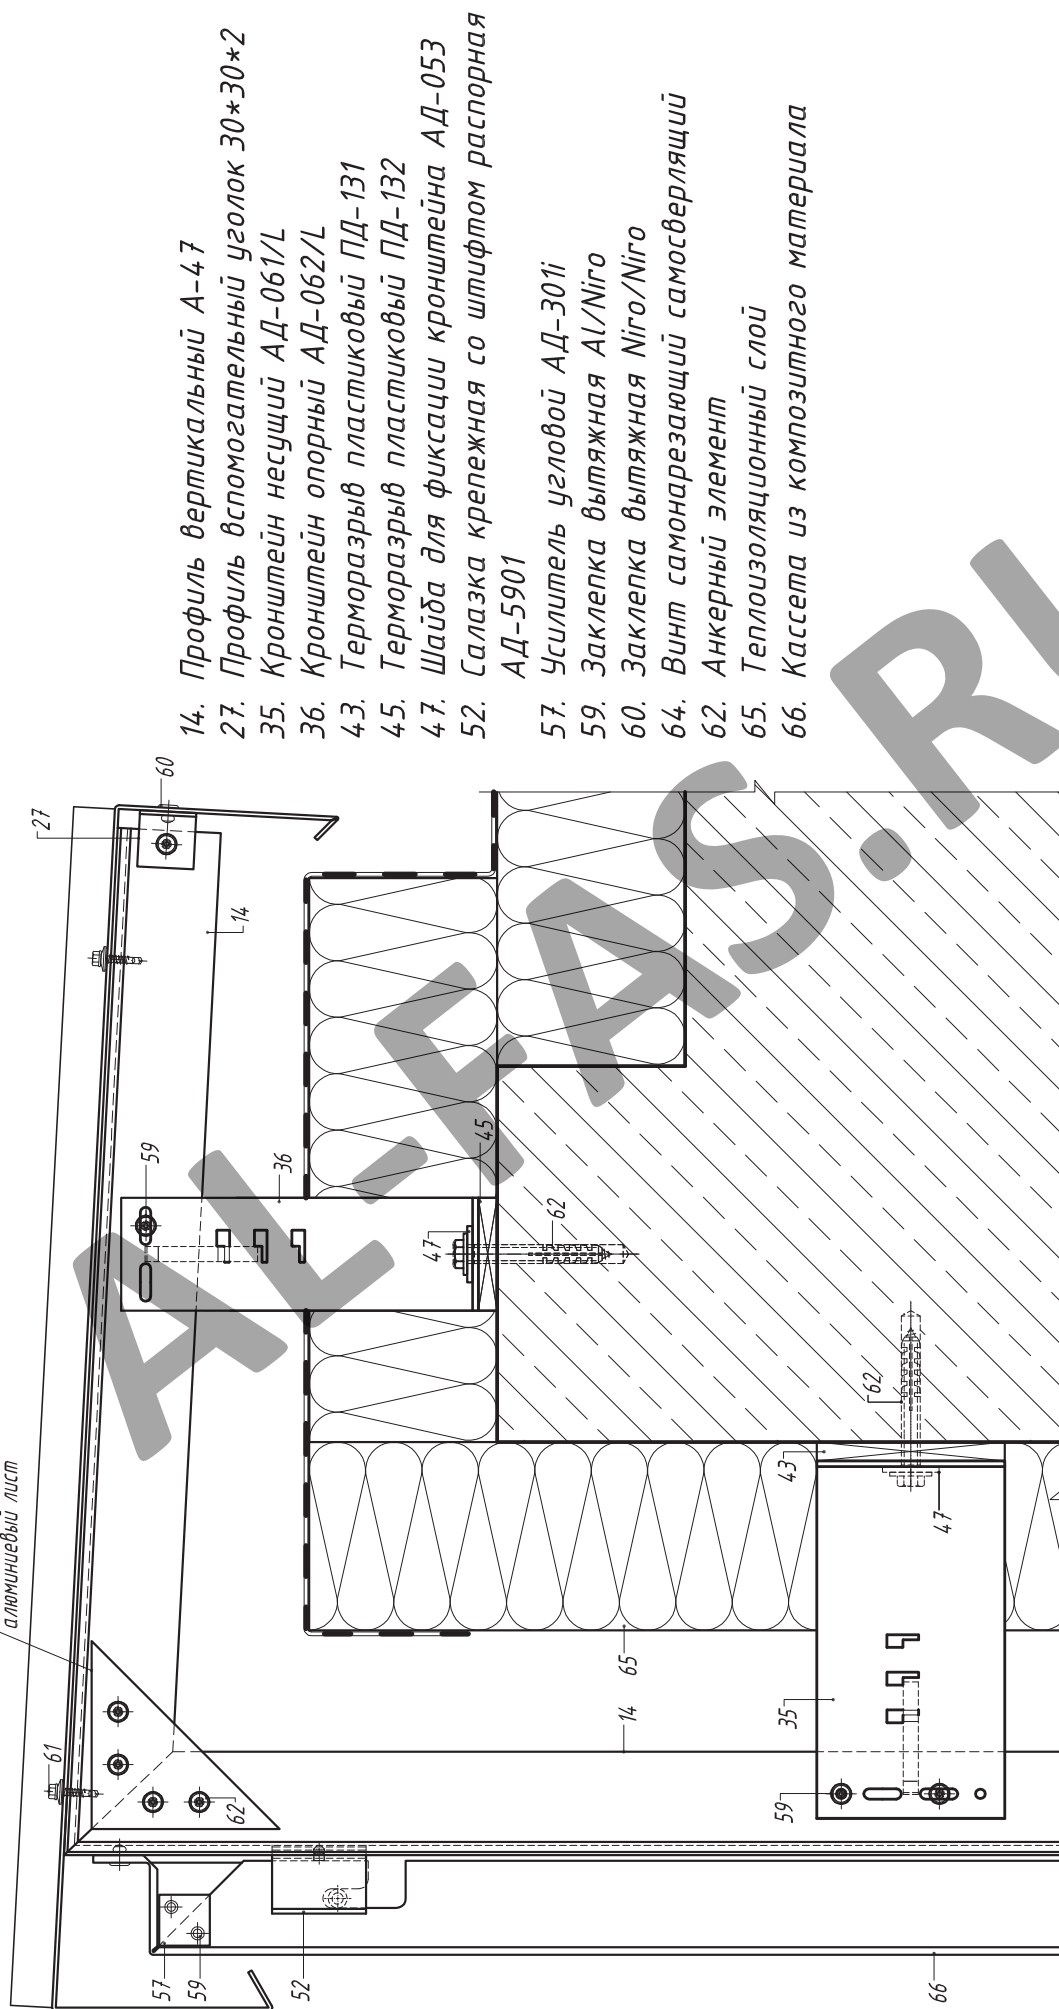 14. Профиль вертикальный А-47
27. Профиль вспомогательный уголок 30*30*2
35. Кронштейн несущий АД-061/L
36. Кронштейн опорный АД-062/L
43. Терморазрыв пластиковый ПД-131
45. Терморазрыв пластиковый ПД-132
47. Шайба для фиксации кронштейна АД-053
52. Салазка крепежная со штифтом распорная
АД-5901
57. Усилитель угловой АД-301i
59. Заклепка вытяжная Al/Niro
60. Заклепка вытяжная Niro/Niro
64. Винт самонарезающий самосверлящий
62. Анкерный элемент
65. Теплоизоляционный слой
66. Кассета из композитного материала
алюминиевый лист
61
62
57
59
52
66
14
65
35
59
43
47
62
59
36
47
45
62
14
27
60
AL-FAS.RU